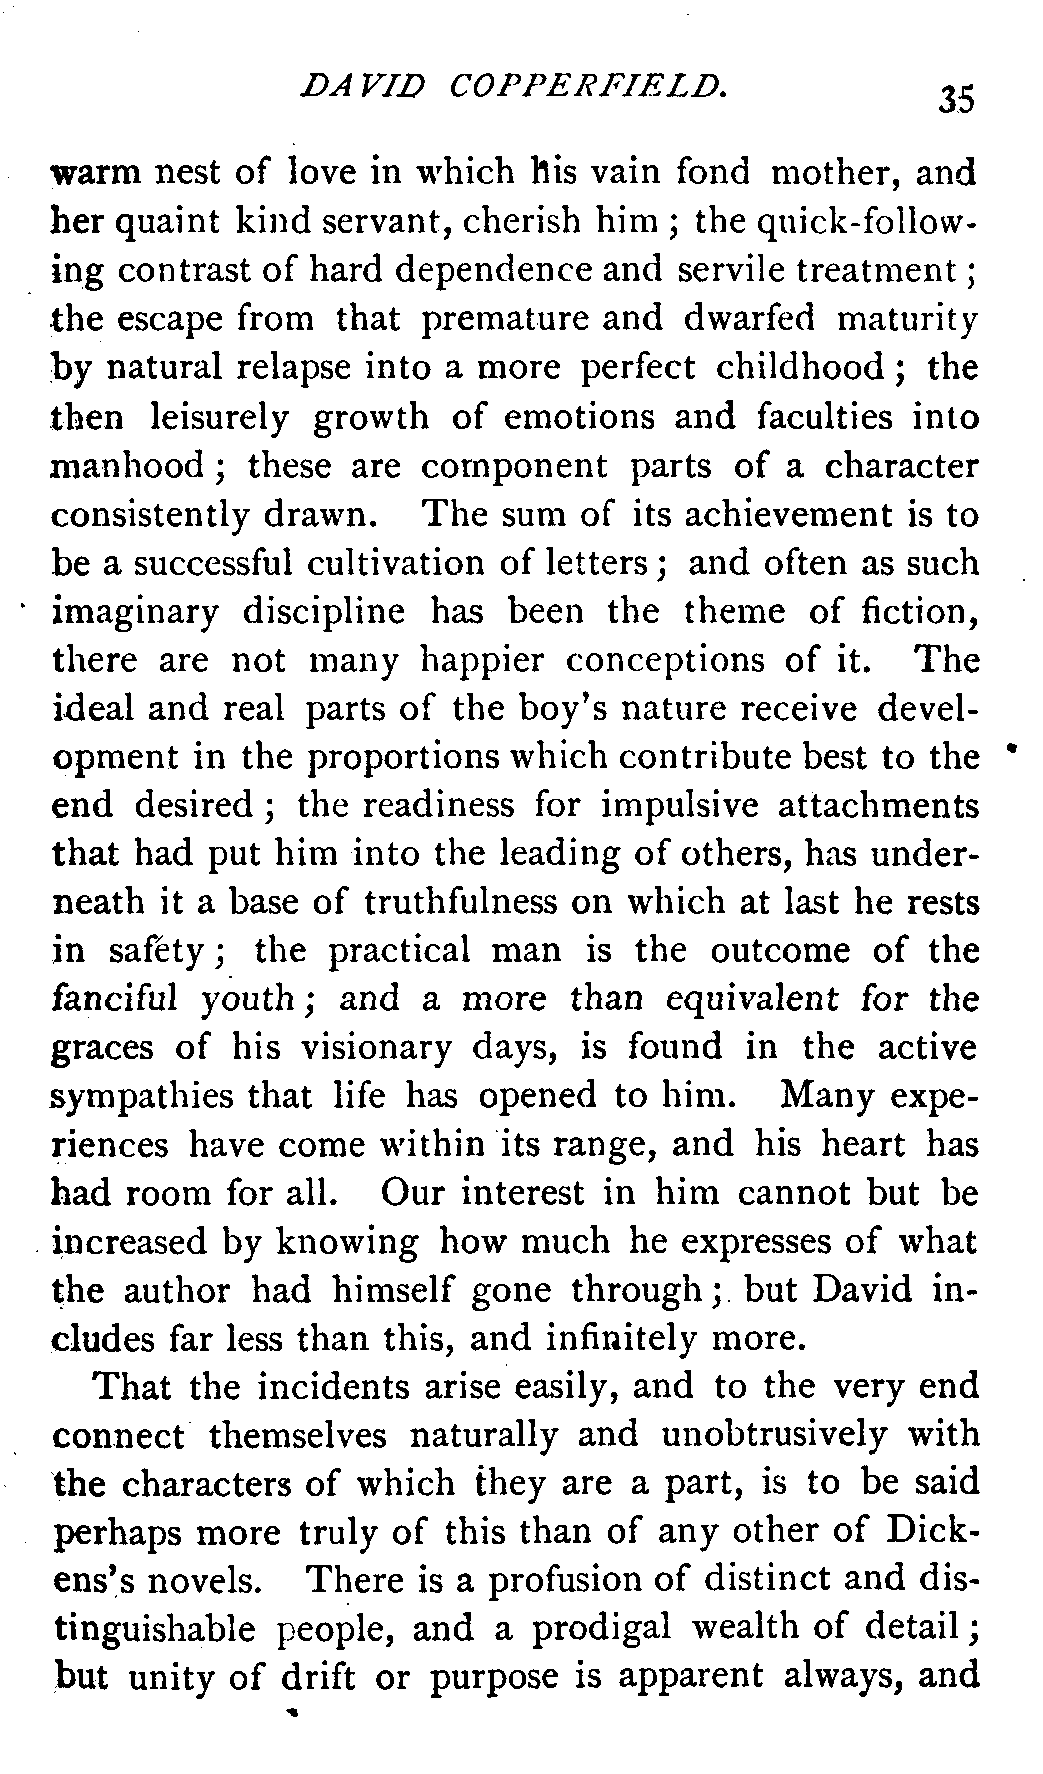 DAVID COPPERFIELD.
35
warm nest of love in which his vain fond mother, and
her quaint kind servant, cherish him ; the quick-follow-
ing contrast of hard dependence and servile treatment ;
the escape from that premature and dwarfed maturity
by natural relapse into a more perfect childhood ; the
then leisurely growth of emotions and faculties into
manhood ; these are component parts of a character
consistently drawn. The sum of its achievement is to
be a successful cultivation of letters ; and often as such
imaginary discipline has been the theme of fiction,
there are not many happier conceptions of it. The
ideal and real parts of the boy's nature receive devel-
opment in the proportions which contribute best to the
end desired ; the readiness for impulsive attachments
that had put him into the leading of others, has under-
neath it a base of truthfulness on which at last he rests
in safety ; the practical man is the outcome of the
fanciful youth ; and a more than equivalent for the
graces of his visionary days, is found in the active
sympathies that life has opened to him. Many expe-
riences have come within its range, and his heart has
had room for all. Our interest in him cannot but be
increased by knowing how much he expresses of what
the author had himself gone through ; but David in-
cludes far less than this, and infinitely more.
That the incidents arise easily, and to the very end
connect themselves naturally and unobtrusively with
the characters of which they are a part, is to be said
perhaps more truly of this than of any other of Dick-
ens's novels. There is a profusion of distinct and dis-
tinguishable people, and a prodigal wealth of detail ;
but unity of drift or purpose is apparent always, and